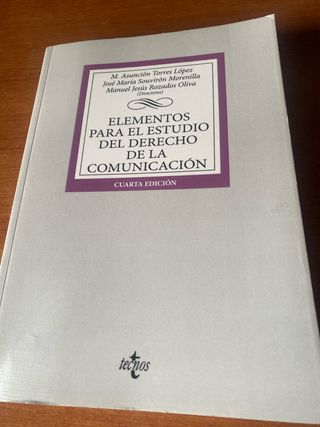 M. Asunción Torres López
José María Souvirón Morenilla
Manuel Jesús Rozados Oliva
(Directores)
ELEMENTOS
PARA EL ESTUDIO
DEL DERECHO
DE LA
COMUNICACIÓN
CUARTA EDICIÓN
tecnos